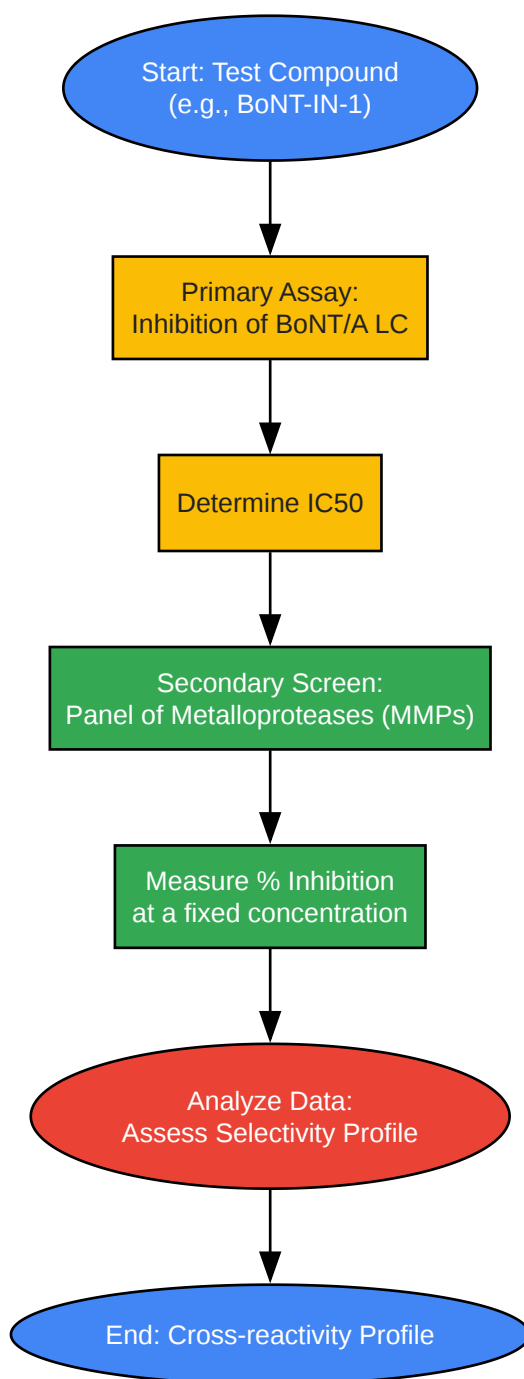 Start: Test Compound
(e.g., BoNT-IN-1)
Primary Assay:
Inhibition of BoNT/A LC
Determine IC50
Secondary Screen:
Panel of Metalloproteases (MMPs)
Measure % Inhibition
at a fixed concentration
Analyze Data:
Assess Selectivity Profile
End: Cross-reactivity Profile